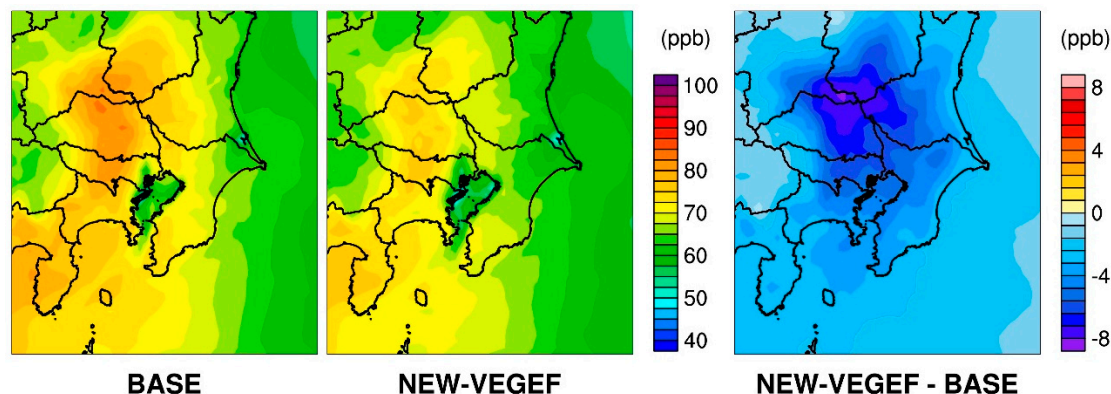 (ppb)
100
90
80
70
60
50
40
(ppb)
8
4
0
-4
-8
BASE
NEW-VEGEF
NEW-VEGEF - BASE